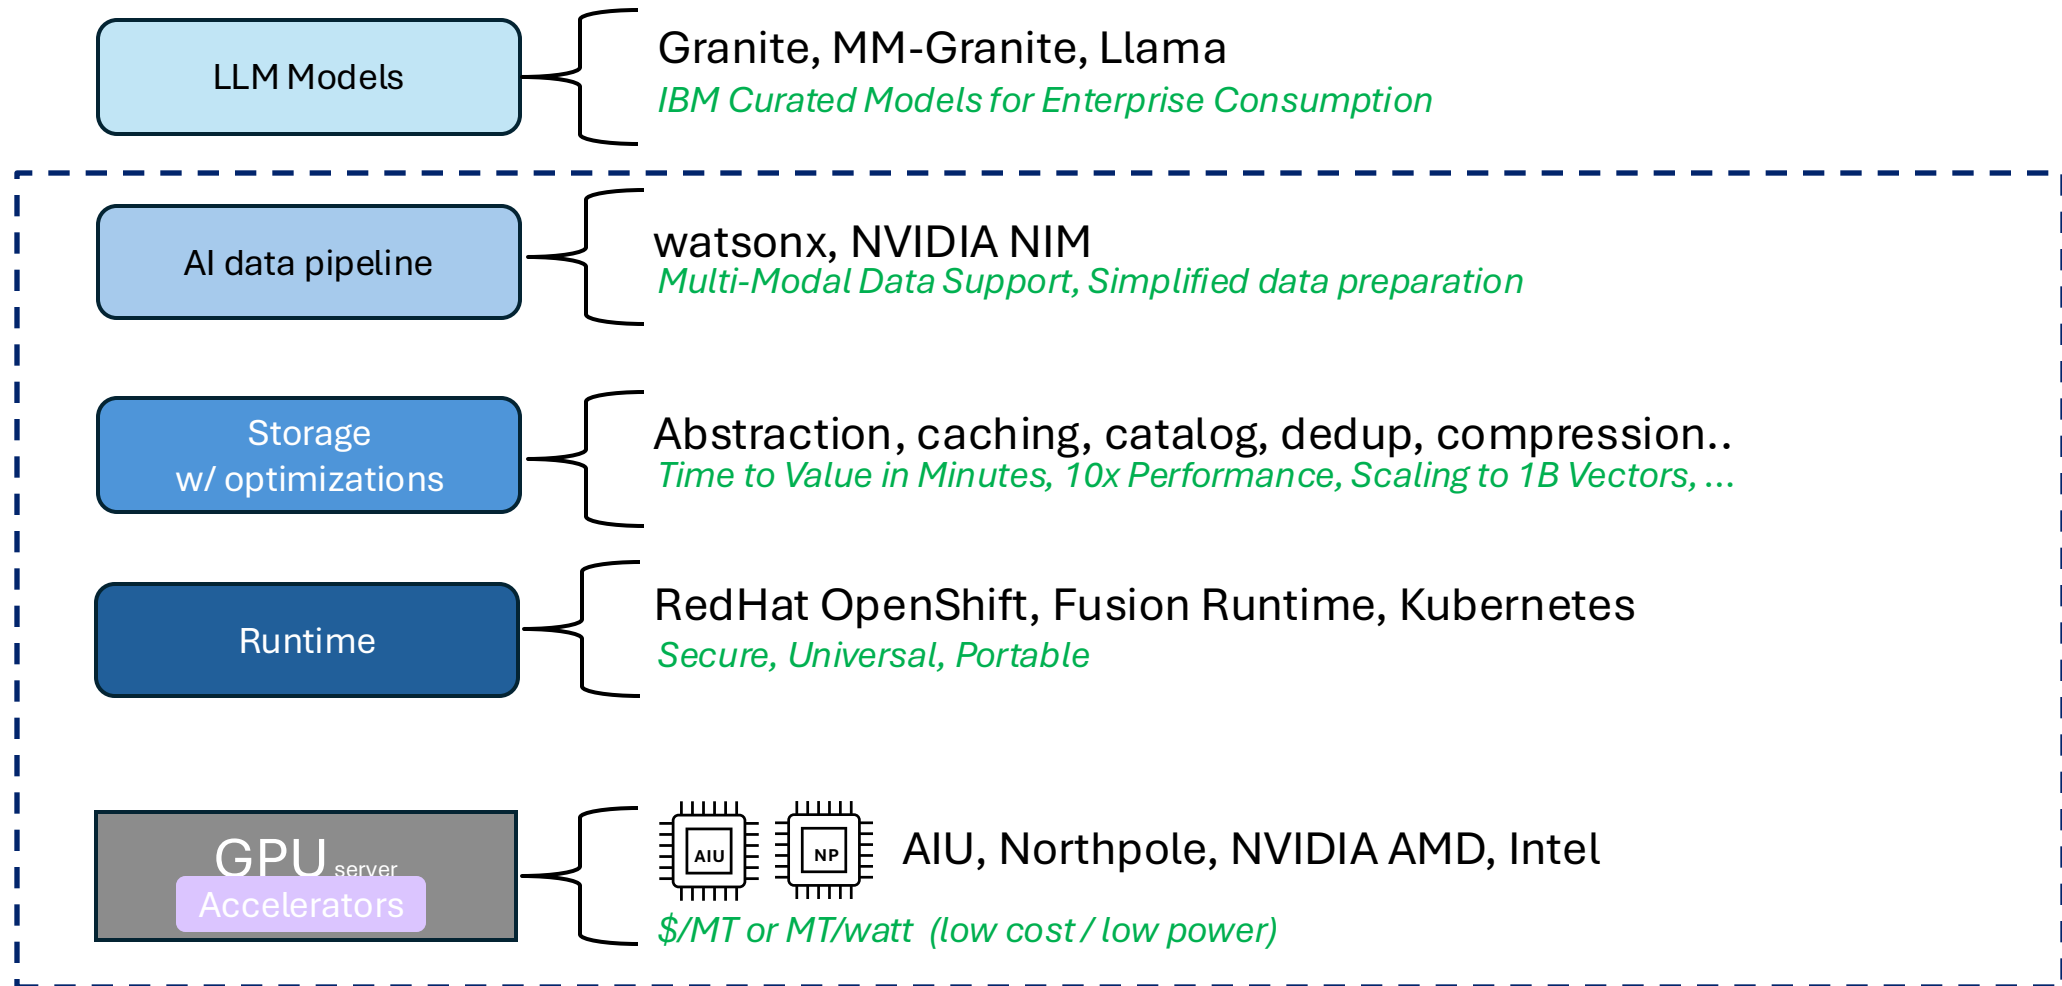 LLM Models
Granite, MM-Granite, Llama
IBM Curated Models for Enterprise Consumption
AI data pipeline
watsonx, NVIDIA NIM
Multi-Modal Data Support, Simplified data preparation
Storage
w/ optimizations
Abstraction, caching, catalog, dedup, compression..
Time to Value in Minutes, 10x Performance, Scaling to 1B Vectors, ...
Runtime
RedHat OpenShift, Fusion Runtime, Kubernetes
Secure, Universal, Portable
GPU server
Accelerators
AIU
NP
AIU, Northpole, NVIDIA AMD, Intel
$/MT or MT/watt (low cost / low power)